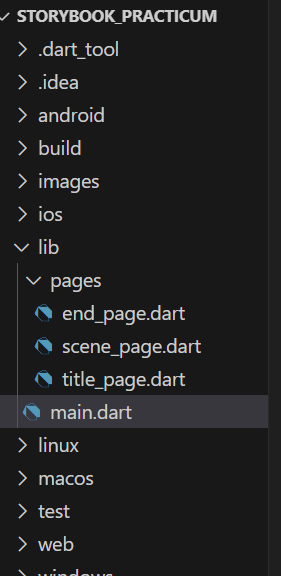 STORYBOOK_PRACTICUM
.dart_tool
.idea
android
build
images
ios
lib
pages
end_page.dart
scene_page.dart
title_page.dart
main.dart
linux
macos
test
web
windows